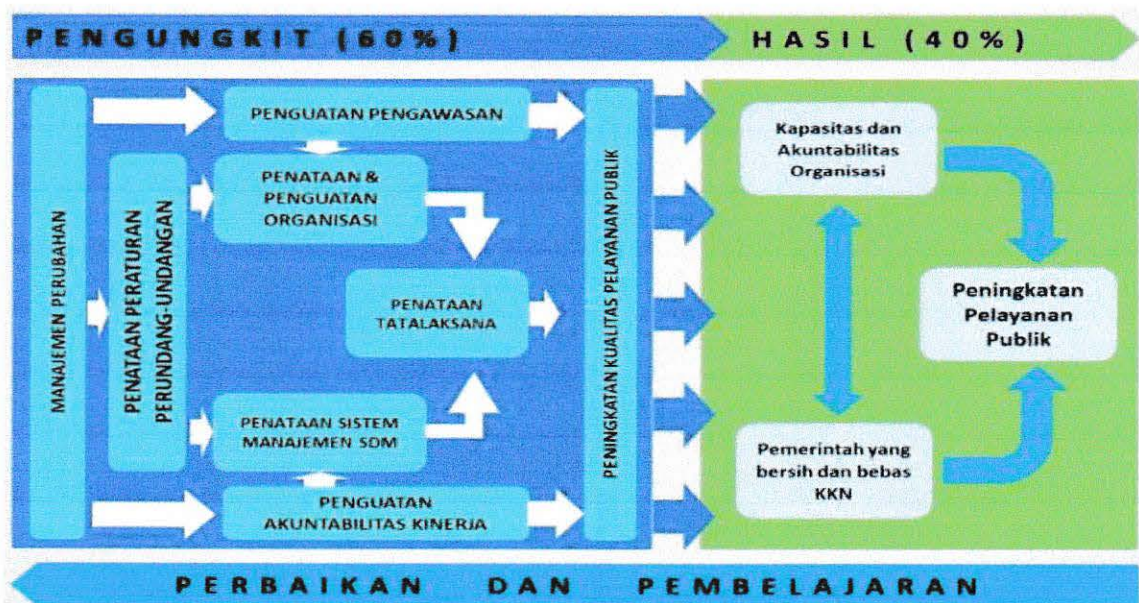 PENGUNGKIT (60%)
HASIL (40%)
MANAJEMEN PERUBAHAN
PENATAAN PERATURAN
PERUNDANG-UNDANGAN
PENGUATAN PENGAWASAN
PENATAAN &
PENGUATAN
ORGANISASI
PENATAAN
TATALAKSANA
PENATAAN SISTEM
MANAJEMEN SDM
PENGUATAN
AKUNTABILITAS KINERJA
PENINGKATAN KUALITAS PELAYANAN PUBLIK
Kapasitas dan
Akuntabilitas
Organisasi
Peningkatan
Pelayanan
Publik
Pemerintah yang
bersih dan bebas
KKN
PERBAIKAN DAN PEMBELAJARAN